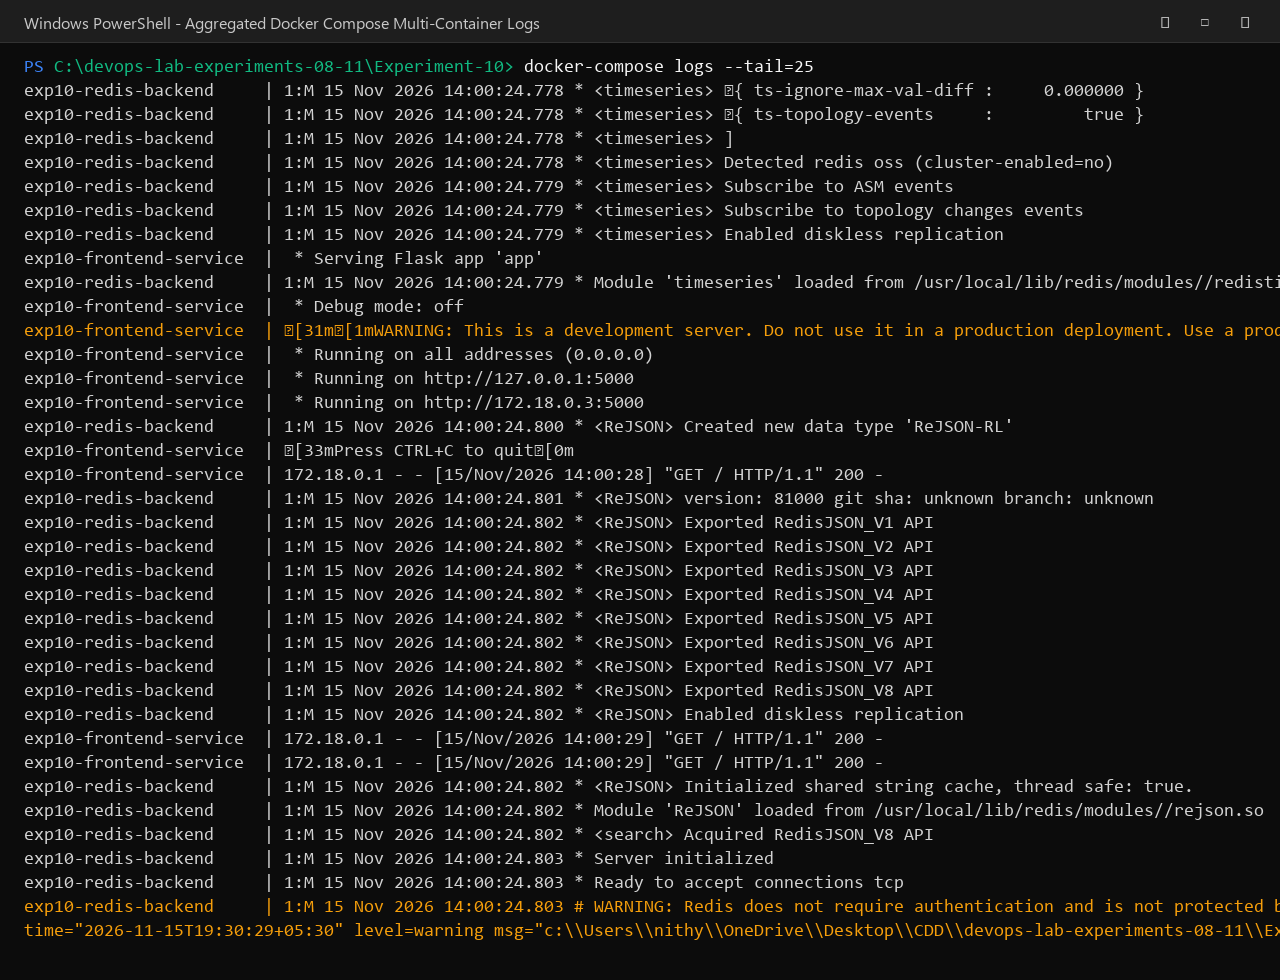 Windows PowerShell - Aggregated Docker Compose Multi-Container Logs
PS C:\devops-lab-experiments-08-11\Experiment-10> docker-compose logs --tail=25
exp10-redis-backend     | 1:M 15 Nov 2026 14:00:24.778 * <timeseries> { ts-ignore-max-val-diff :     0.000000 }
exp10-redis-backend     | 1:M 15 Nov 2026 14:00:24.778 * <timeseries> { ts-topology-events     :         true }
exp10-redis-backend     | 1:M 15 Nov 2026 14:00:24.778 * <timeseries> ]
exp10-redis-backend     | 1:M 15 Nov 2026 14:00:24.778 * <timeseries> Detected redis oss (cluster-enabled=no)
exp10-redis-backend     | 1:M 15 Nov 2026 14:00:24.779 * <timeseries> Subscribe to ASM events
exp10-redis-backend     | 1:M 15 Nov 2026 14:00:24.779 * <timeseries> Subscribe to topology changes events
exp10-redis-backend     | 1:M 15 Nov 2026 14:00:24.779 * <timeseries> Enabled diskless replication
exp10-frontend-service  |  * Serving Flask app 'app'
exp10-redis-backend     | 1:M 15 Nov 2026 14:00:24.779 * Module 'timeseries' loaded from /usr/local/lib/redis/modules//redisti
exp10-frontend-service  |  * Debug mode: off
exp10-frontend-service  | [31m[1mWARNING: This is a development server. Do not use it in a production deployment. Use a prod
exp10-frontend-service  |  * Running on all addresses (0.0.0.0)
exp10-frontend-service  |  * Running on http://127.0.0.1:5000
exp10-frontend-service  |  * Running on http://172.18.0.3:5000
exp10-redis-backend     | 1:M 15 Nov 2026 14:00:24.800 * <ReJSON> Created new data type 'ReJSON-RL'
exp10-frontend-service  | [33mPress CTRL+C to quit[0m
exp10-frontend-service  | 172.18.0.1 - - [15/Nov/2026 14:00:28] "GET / HTTP/1.1" 200 -
exp10-redis-backend     | 1:M 15 Nov 2026 14:00:24.801 * <ReJSON> version: 81000 git sha: unknown branch: unknown
exp10-redis-backend     | 1:M 15 Nov 2026 14:00:24.802 * <ReJSON> Exported RedisJSON_V1 API
exp10-redis-backend     | 1:M 15 Nov 2026 14:00:24.802 * <ReJSON> Exported RedisJSON_V2 API
exp10-redis-backend     | 1:M 15 Nov 2026 14:00:24.802 * <ReJSON> Exported RedisJSON_V3 API
exp10-redis-backend     | 1:M 15 Nov 2026 14:00:24.802 * <ReJSON> Exported RedisJSON_V4 API
exp10-redis-backend     | 1:M 15 Nov 2026 14:00:24.802 * <ReJSON> Exported RedisJSON_V5 API
exp10-redis-backend     | 1:M 15 Nov 2026 14:00:24.802 * <ReJSON> Exported RedisJSON_V6 API
exp10-redis-backend     | 1:M 15 Nov 2026 14:00:24.802 * <ReJSON> Exported RedisJSON_V7 API
exp10-redis-backend     | 1:M 15 Nov 2026 14:00:24.802 * <ReJSON> Exported RedisJSON_V8 API
exp10-redis-backend     | 1:M 15 Nov 2026 14:00:24.802 * <ReJSON> Enabled diskless replication
exp10-frontend-service  | 172.18.0.1 - - [15/Nov/2026 14:00:29] "GET / HTTP/1.1" 200 -
exp10-frontend-service  | 172.18.0.1 - - [15/Nov/2026 14:00:29] "GET / HTTP/1.1" 200 -
exp10-redis-backend     | 1:M 15 Nov 2026 14:00:24.802 * <ReJSON> Initialized shared string cache, thread safe: true.
exp10-redis-backend     | 1:M 15 Nov 2026 14:00:24.802 * Module 'ReJSON' loaded from /usr/local/lib/redis/modules//rejson.so
exp10-redis-backend     | 1:M 15 Nov 2026 14:00:24.802 * <search> Acquired RedisJSON_V8 API
exp10-redis-backend     | 1:M 15 Nov 2026 14:00:24.803 * Server initialized
exp10-redis-backend     | 1:M 15 Nov 2026 14:00:24.803 * Ready to accept connections tcp
exp10-redis-backend     | 1:M 15 Nov 2026 14:00:24.803 # WARNING: Redis does not require authentication and is not protected b
time="2026-11-15T19:30:29+05:30" level=warning msg="c:\\Users\\nithy\\OneDrive\\Desktop\\CDD\\devops-lab-experiments-08-11\\Ex